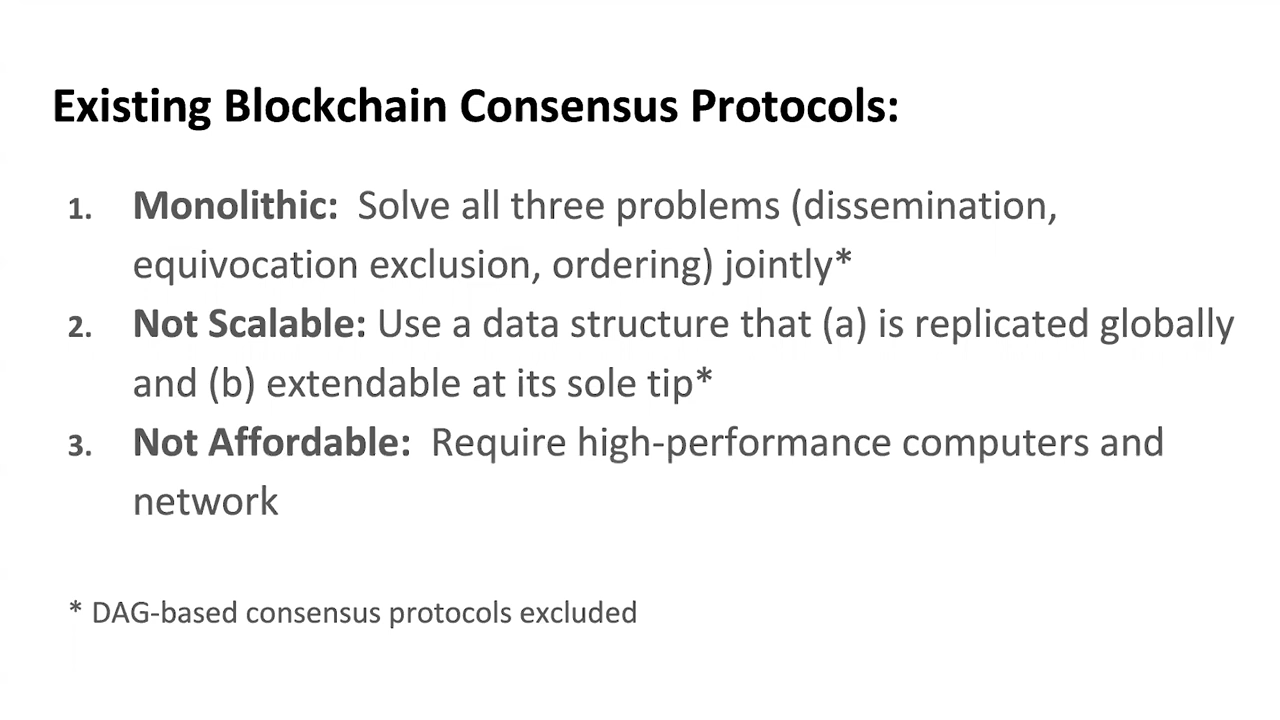 Existing Blockchain Consensus Protocols:
1. Monolithic: Solve all three problems (dissemination,
equivocation exclusion, ordering) jointly*
2. Not Scalable: Use a data structure that (a) is replicated globally
and (b) extendable at its sole tip*
3. Not Affordable: Require high-performance computers and
network
* DAG-based consensus protocols excluded